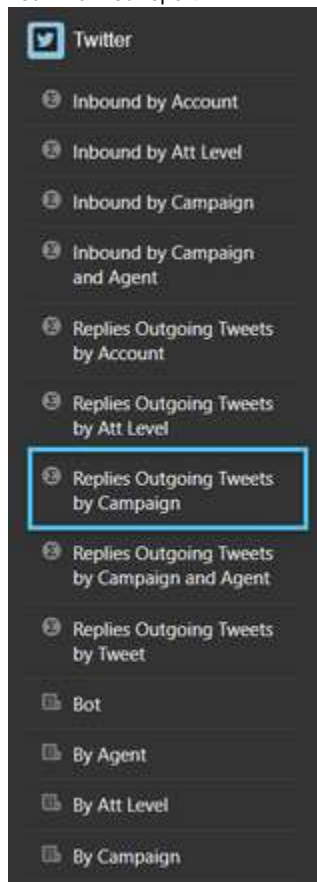 Twitter
Inbound by Account
Inbound by Att Level
Inbound by Campaign
Inbound by Campaign
and Agent
Replies Outgoing Tweets
by Account
Replies Outgoing Tweets
by Att Level
Replies Outgoing Tweets
by Campaign
Replies Outgoing Tweets
by Campaign and Agent
Replies Outgoing Tweets
by Tweet
Bot
By Agent
By Att Level
By Campaign